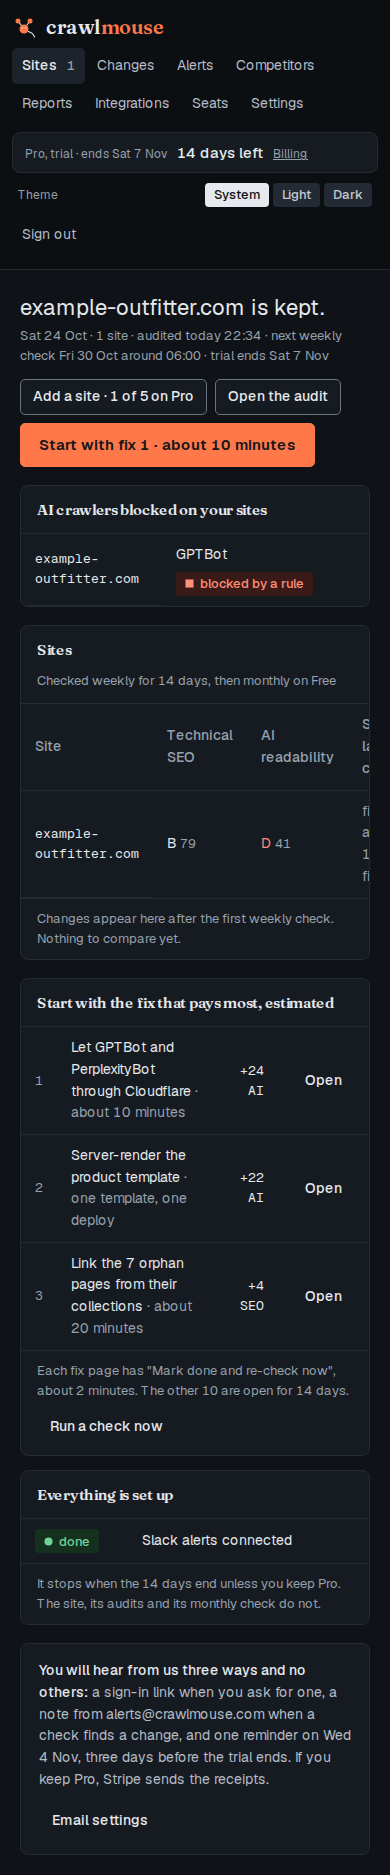 crawlmouse
Sites 1 Changes Alerts Competitors
Reports Integrations Seats Settings
Pro, trial · ends Sat 7 Nov 14 days left Billing
Theme System Light Dark
Sign out
example-outfitter.com is kept.
Sat 24 Oct · 1 site · audited today 22:34 · next weekly
check Fri 30 Oct around 06:00 · trial ends Sat 7 Nov
Add a site · 1 of 5 on Pro Open the audit
Start with fix 1 · about 10 minutes
AI crawlers blocked on your sites
example-
outfitter.com
GPTBot
blocked by a rule
Sites
Checked weekly for 14 days, then monthly on Free
Site
Technical
SEO
AI
readability
example-
outfitter.com
B 79
D 41
Changes appear here after the first weekly check.
Nothing to compare yet.
Start with the fix that pays most, estimated
1
Let GPTBot and
PerplexityBot
through Cloudflare ·
about 10 minutes
+24
AI
Open
2
Server-render the
product template ·
one template, one
deploy
+22
AI
Open
3
Link the 7 orphan
pages from their
collections · about
20 minutes
+4
SEO
Open
Each fix page has "Mark done and re-check now",
about 2 minutes. The other 10 are open for 14 days.
Run a check now
Everything is set up
done Slack alerts connected
It stops when the 14 days end unless you keep Pro.
The site, its audits and its monthly check do not.
You will hear from us three ways and no
others: a sign-in link when you ask for one, a
note from alerts@crawlmouse.com when a
check finds a change, and one reminder on Wed
4 Nov, three days before the trial ends. If you
keep Pro, Stripe sends the receipts.
Email settings